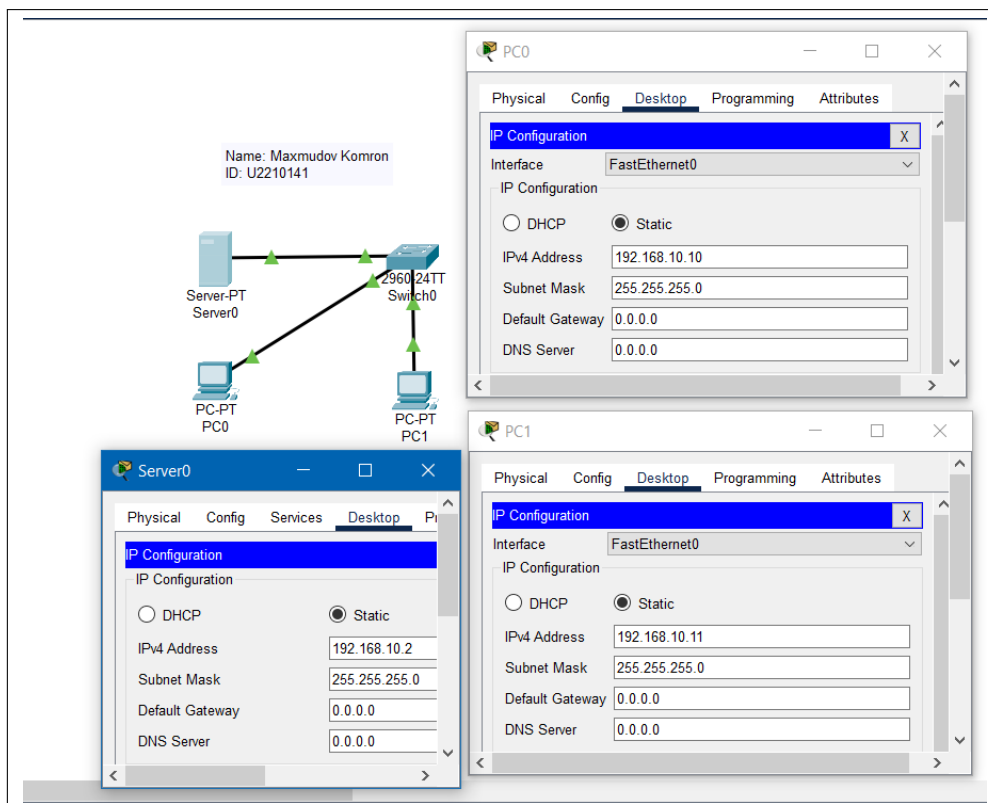 PC0
Physical Config Desktop Programming Attributes
IP Configuration X
Interface FastEthernet0
IP Configuration
DHCP Static
IPv4 Address 192.168.10.10
Subnet Mask 255.255.255.0
Default Gateway 0.0.0.0
DNS Server 0.0.0.0
Name: Maxmudov Komron
ID: U2210141
Server-PT
Server0
2960-24TT
Switch0
PC-PT
PC0
PC-PT
PC1
Server0
Physical Config Services Desktop
IP Configuration
IP Configuration
DHCP Static
IPv4 Address 192.168.10.2
Subnet Mask 255.255.255.0
Default Gateway 0.0.0.0
DNS Server 0.0.0.0
PC1
Physical Config Desktop Programming Attributes
IP Configuration X
Interface FastEthernet0
IP Configuration
DHCP Static
IPv4 Address 192.168.10.11
Subnet Mask 255.255.255.0
Default Gateway 0.0.0.0
DNS Server 0.0.0.0